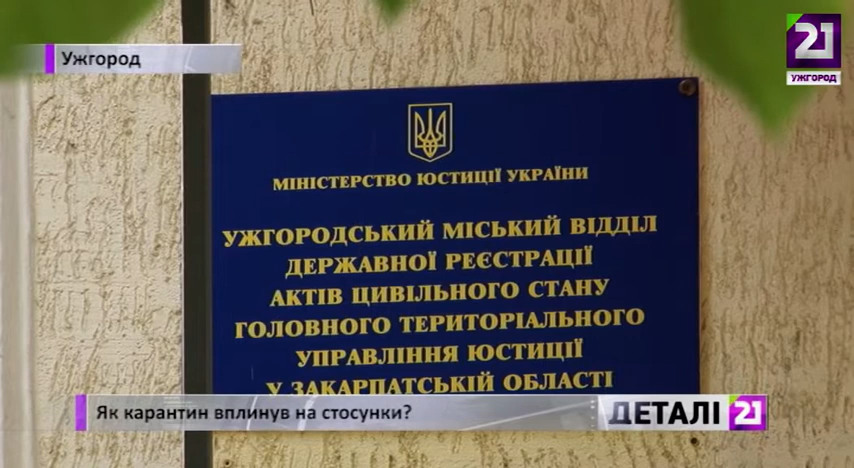 Ужгород
21
УЖГОРОД
МІНІСТЕРСТВО ЮСТИЦІЇ УКРАЇНИ
УЖГОРОДСЬКИЙ МІСЬКИЙ ВІДДІЛ
ДЕРЖАВНОЇ РЕЄСТРАЦІЇ
АКТІВ ЦИВІЛЬНОГО СТАНУ
ГОЛОВНОГО ТЕРИТОРІАЛЬНОГО
УПРАВЛІННЯ ЮСТИЦІЇ
У ЗАКАРПАТСЬКІЙ ОБЛАСТІ
Як карантин вплинув на стосунки?
ДЕТАЛІ 21